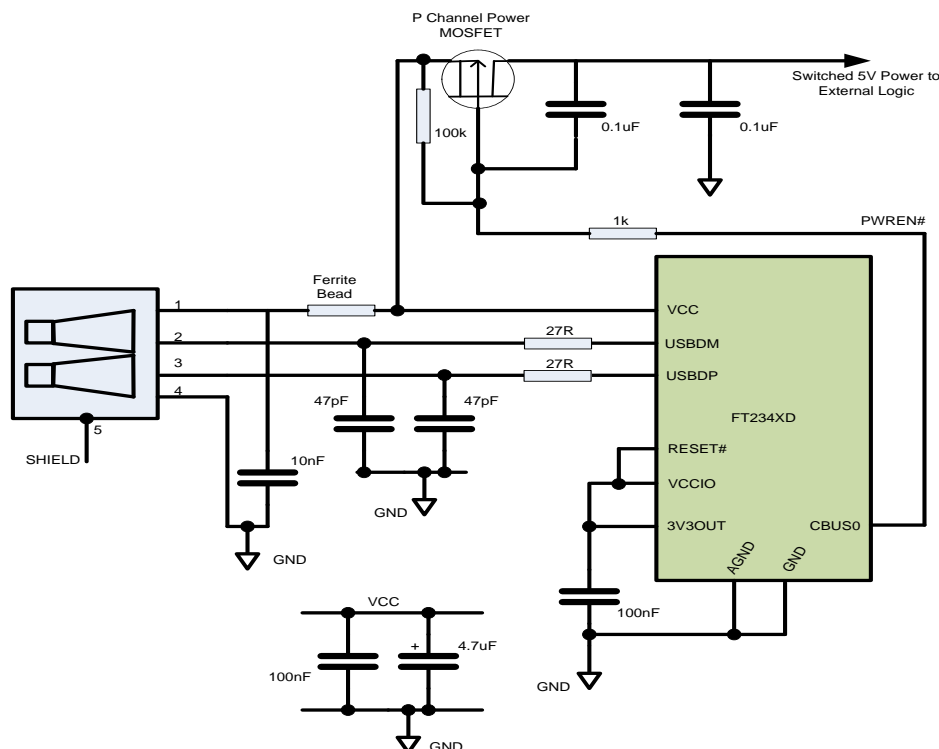 P Channel Power
MOSFET
Switched 5V Power to
External Logic
100k
0.1uF
0.1uF
1k
PWREN#
Ferrite
Bead
1
2
3
4
5
SHIELD
27R
27R
VCC
USBDM
USBDP
47pF
47pF
FT234XD
10nF
RESET#
VCCIO
3V3OUT
CBUS0
AGND
GND
GND
GND
100nF
GND
VCC
100nF
+
4.7uF
GND